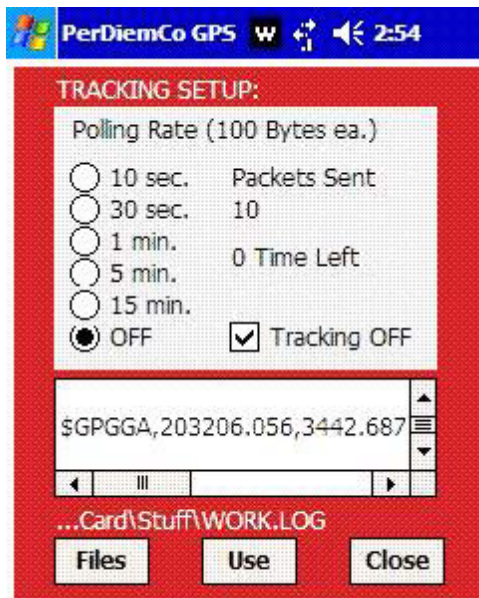 PerDiemCo GPS W 2:54
TRACKING SETUP:
Polling Rate (100 Bytes ea.)
10 sec. Packets Sent
30 sec. 10
1 min.
0 Time Left
5 min.
15 min.
OFF Tracking OFF
$GPGGA,203206.056,3442.687
...Card\Stuff\WORK.LOG
Files Use Close